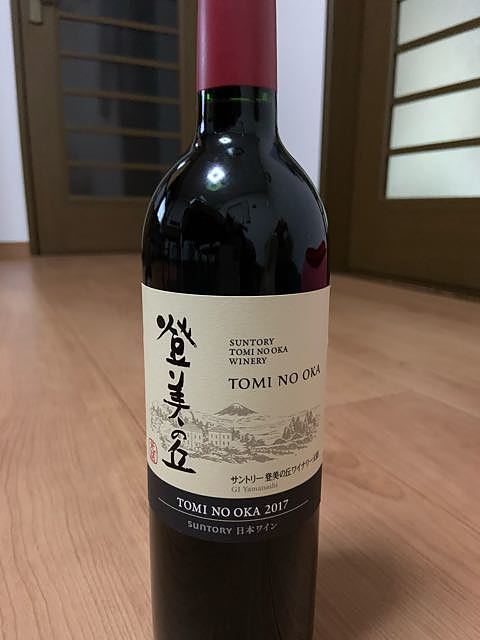 登美の丘
SUNTORY
TOMI NO OKA
WINERY
TOMI NO OKA
サントリー登美の丘ワイナリー
GI Yamanashi
TOMI NO OKA 2017
SUNTORY 日本ワイン